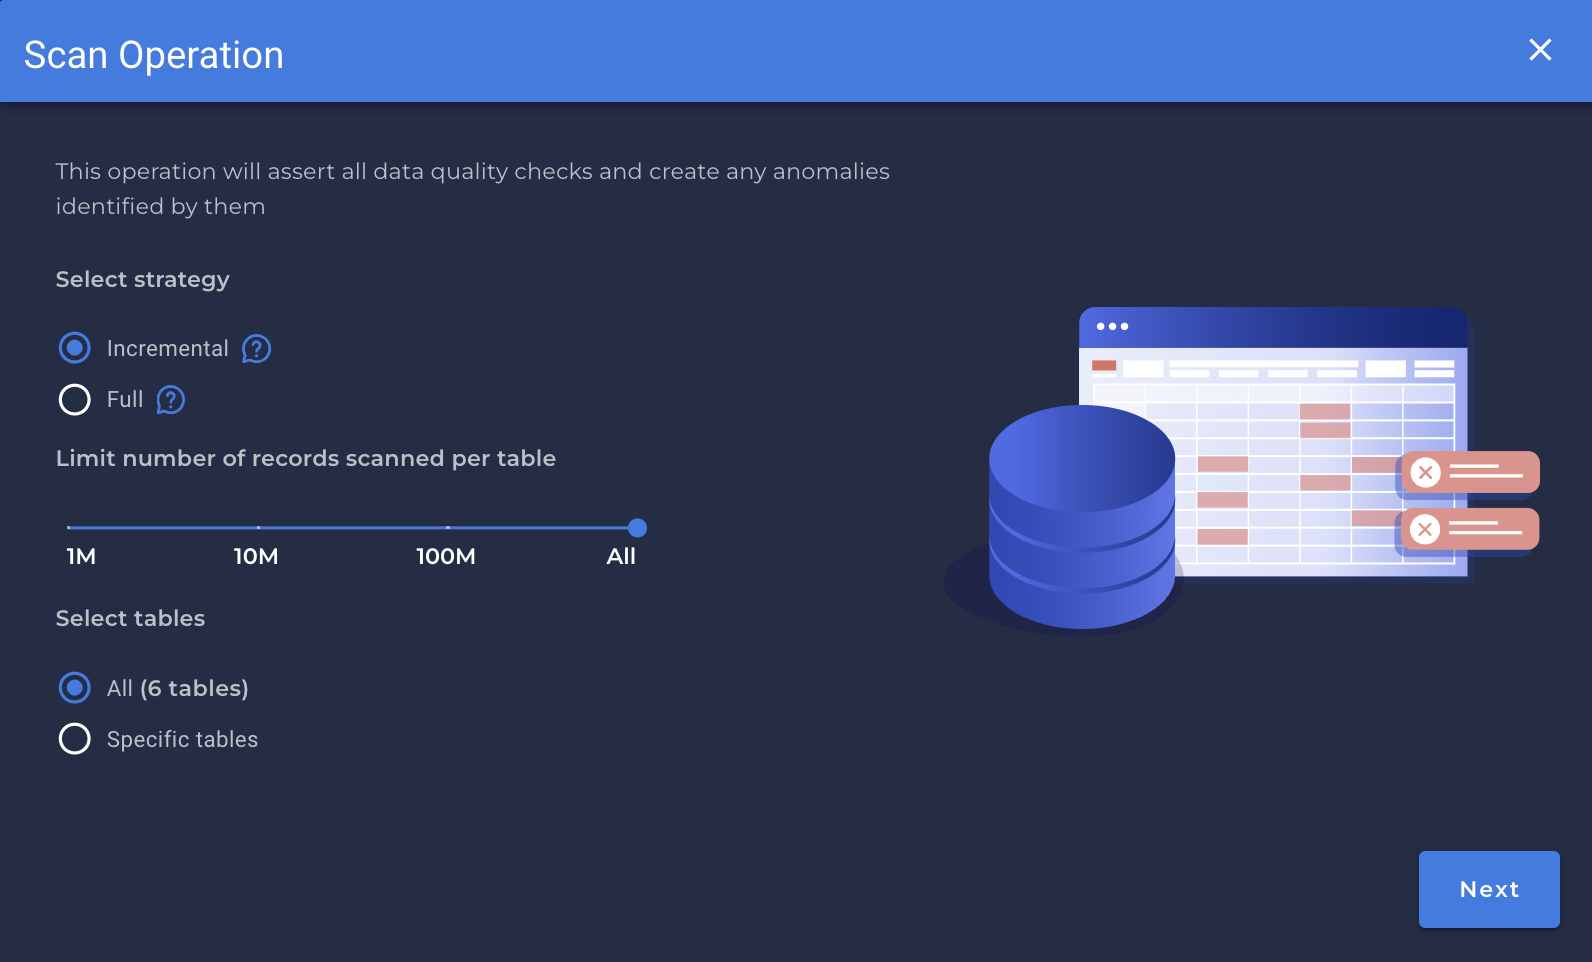 Scan Operation
This operation will assert all data quality checks and create any anomalies
identified by them
Select strategy
Incremental
Full
Limit number of records scanned per table
1M 10M 100M All
Select tables
All (6 tables)
Specific tables
Next